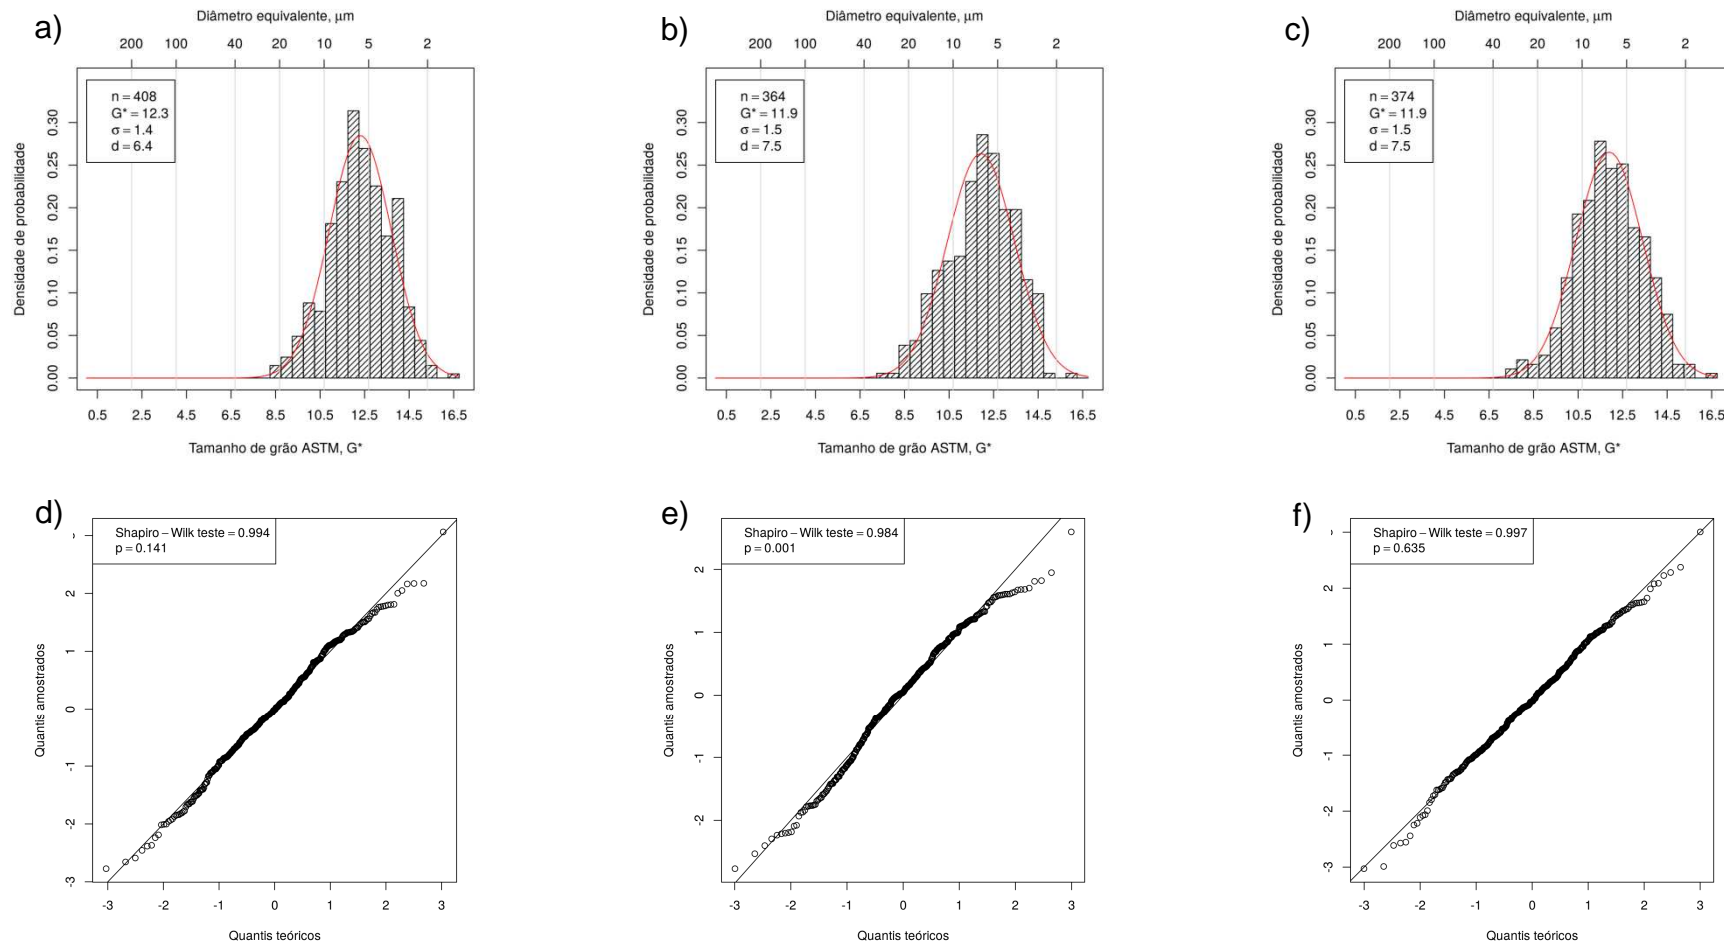 a)
Diâmetro equivalente, μm
200 100 40 20 10 5 2
n = 408
G* = 12.3
σ = 1.4
d = 6.4
Densidade de probabilidade
0.00 0.05 0.10 0.15 0.20 0.25 0.30
0.5 2.5 4.5 6.5 8.5 10.5 12.5 14.5 16.5
Tamanho de grão ASTM, G*
b)
Diâmetro equivalente, μm
200 100 40 20 10 5 2
n = 364
G* = 11.9
σ = 1.5
d = 7.5
Densidade de probabilidade
0.00 0.05 0.10 0.15 0.20 0.25 0.30
0.5 2.5 4.5 6.5 8.5 10.5 12.5 14.5 16.5
Tamanho de grão ASTM, G*
c)
Diâmetro equivalente, μm
200 100 40 20 10 5 2
n = 374
G* = 11.9
σ = 1.5
d = 7.5
Densidade de probabilidade
0.00 0.05 0.10 0.15 0.20 0.25 0.30
0.5 2.5 4.5 6.5 8.5 10.5 12.5 14.5 16.5
Tamanho de grão ASTM, G*
d)
Shapiro – Wilk teste = 0.994
p = 0.141
Quantis amostrados
-3 -2 -1 0 1 2
-3 -2 -1 0 1 2 3
Quantis teóricos
e)
Shapiro – Wilk teste = 0.984
p = 0.001
Quantis amostrados
-2 -1 0 1 2
-3 -2 -1 0 1 2 3
Quantis teóricos
f)
Shapiro – Wilk teste = 0.997
p = 0.635
Quantis amostrados
-3 -2 -1 0 1 2
-3 -2 -1 0 1 2 3
Quantis teóricos